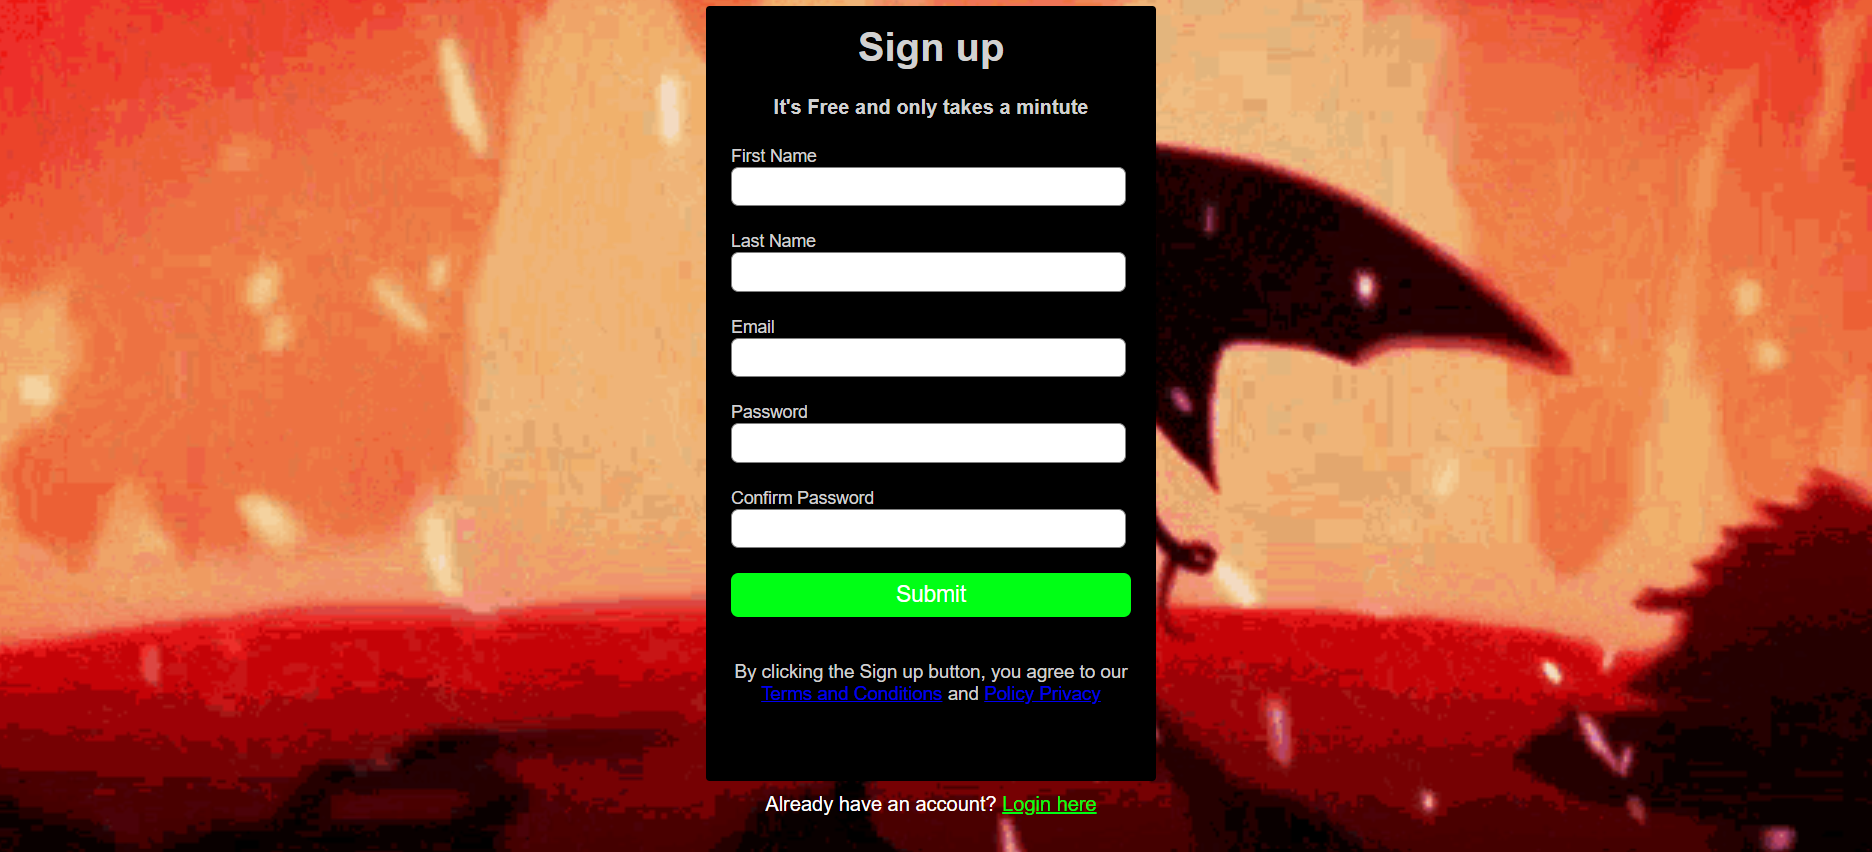 Sign up
It's Free and only takes a mintute
First Name
Last Name
Email
Password
Confirm Password
Submit
By clicking the Sign up button, you agree to our
Terms and Conditions and Policy Privacy
Already have an account? Login here